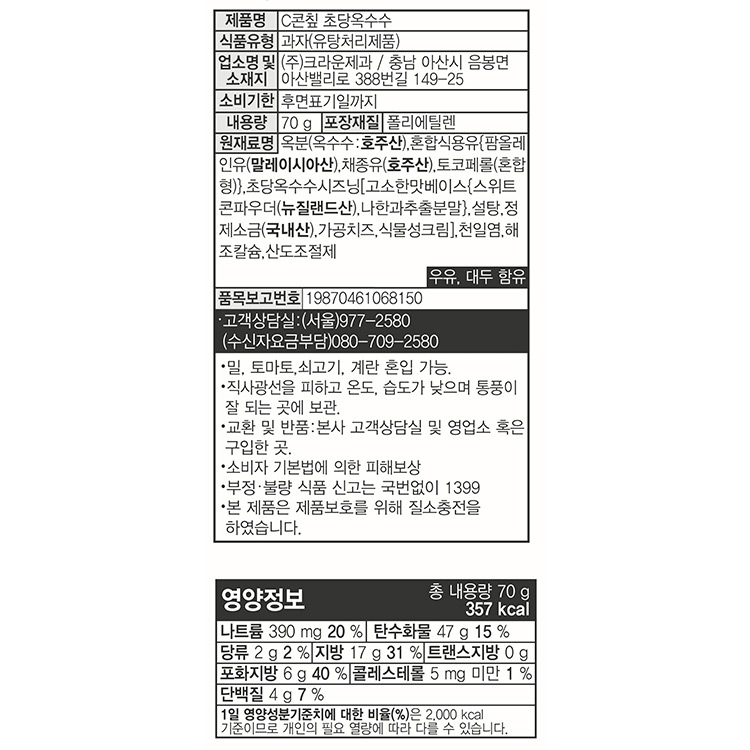 제품명 C콘칲 초당옥수수
식품유형 과자(유탕처리제품)
업소명 및 소재지 (주)크라운제과 / 충남 아산시 음봉면
아산밸리로 388번길 149-25
소비기한 후면표기일까지
내용량 70 g 포장재질 폴리에틸렌
원재료명 옥분(옥수수:호주산),혼합식용유{팜올레
인유(말레이시아산),채종유(호주산),토코페롤(혼합
형)},초당옥수수시즈닝[고소한맛베이스{스위트
콘파우더(뉴질랜드산),나한과추출분말},설탕,정
제소금(국내산),가공치즈,식물성크림],천일염,해
조칼슘,산도조절제
우유, 대두 함유
품목보고번호 19870461068150
·고객상담실:(서울)977-2580
(수신자요금부담)080-709-2580
•밀, 토마토,쇠고기, 계란 혼입 가능.
•직사광선을 피하고 온도, 습도가 낮으며 통풍이
잘 되는 곳에 보관.
•교환 및 반품:본사 고객상담실 및 영업소 혹은
구입한 곳.
•소비자 기본법에 의한 피해보상
•부정·불량 식품 신고는 국번없이 1399
•본 제품은 제품보호를 위해 질소충전을
하였습니다.
영양정보 총 내용량 70 g
357 kcal
나트륨 390 mg 20 % 탄수화물 47 g 15 %
당류 2 g 2 % 지방 17 g 31 % 트랜스지방 0 g
포화지방 6 g 40 % 콜레스테롤 5 mg 미만 1 %
단백질 4 g 7 %
1일 영양성분기준치에 대한 비율(%)은 2,000 kcal
기준이므로 개인의 필요 열량에 따라 다를 수 있습니다.